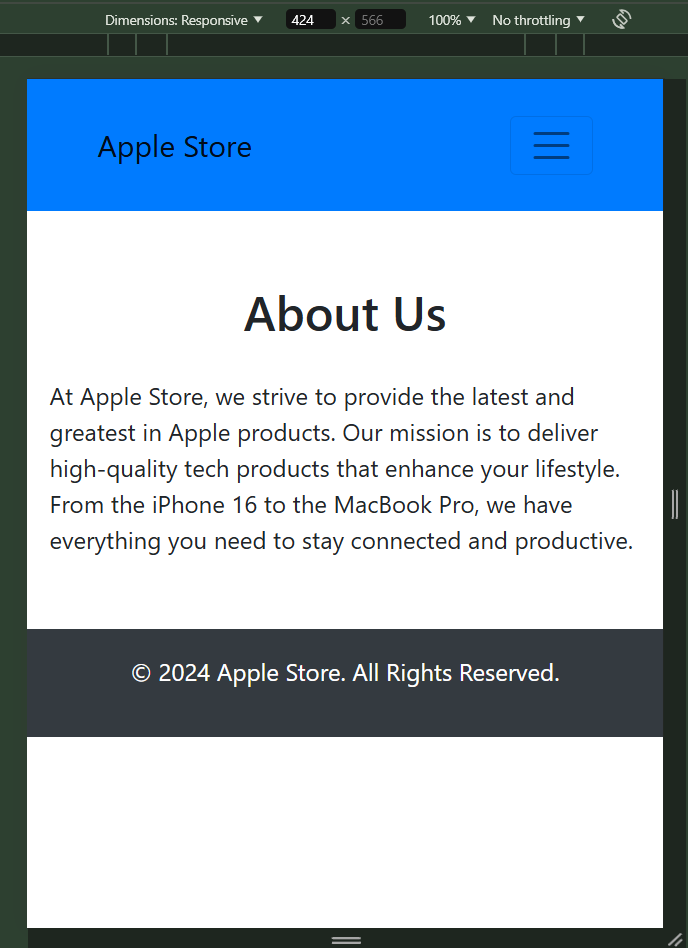 Dimensions: Responsive 424 × 566 100% No throttling
Apple Store
About Us
At Apple Store, we strive to provide the latest and
greatest in Apple products. Our mission is to deliver
high-quality tech products that enhance your lifestyle.
From the iPhone 16 to the MacBook Pro, we have
everything you need to stay connected and productive.
© 2024 Apple Store. All Rights Reserved.